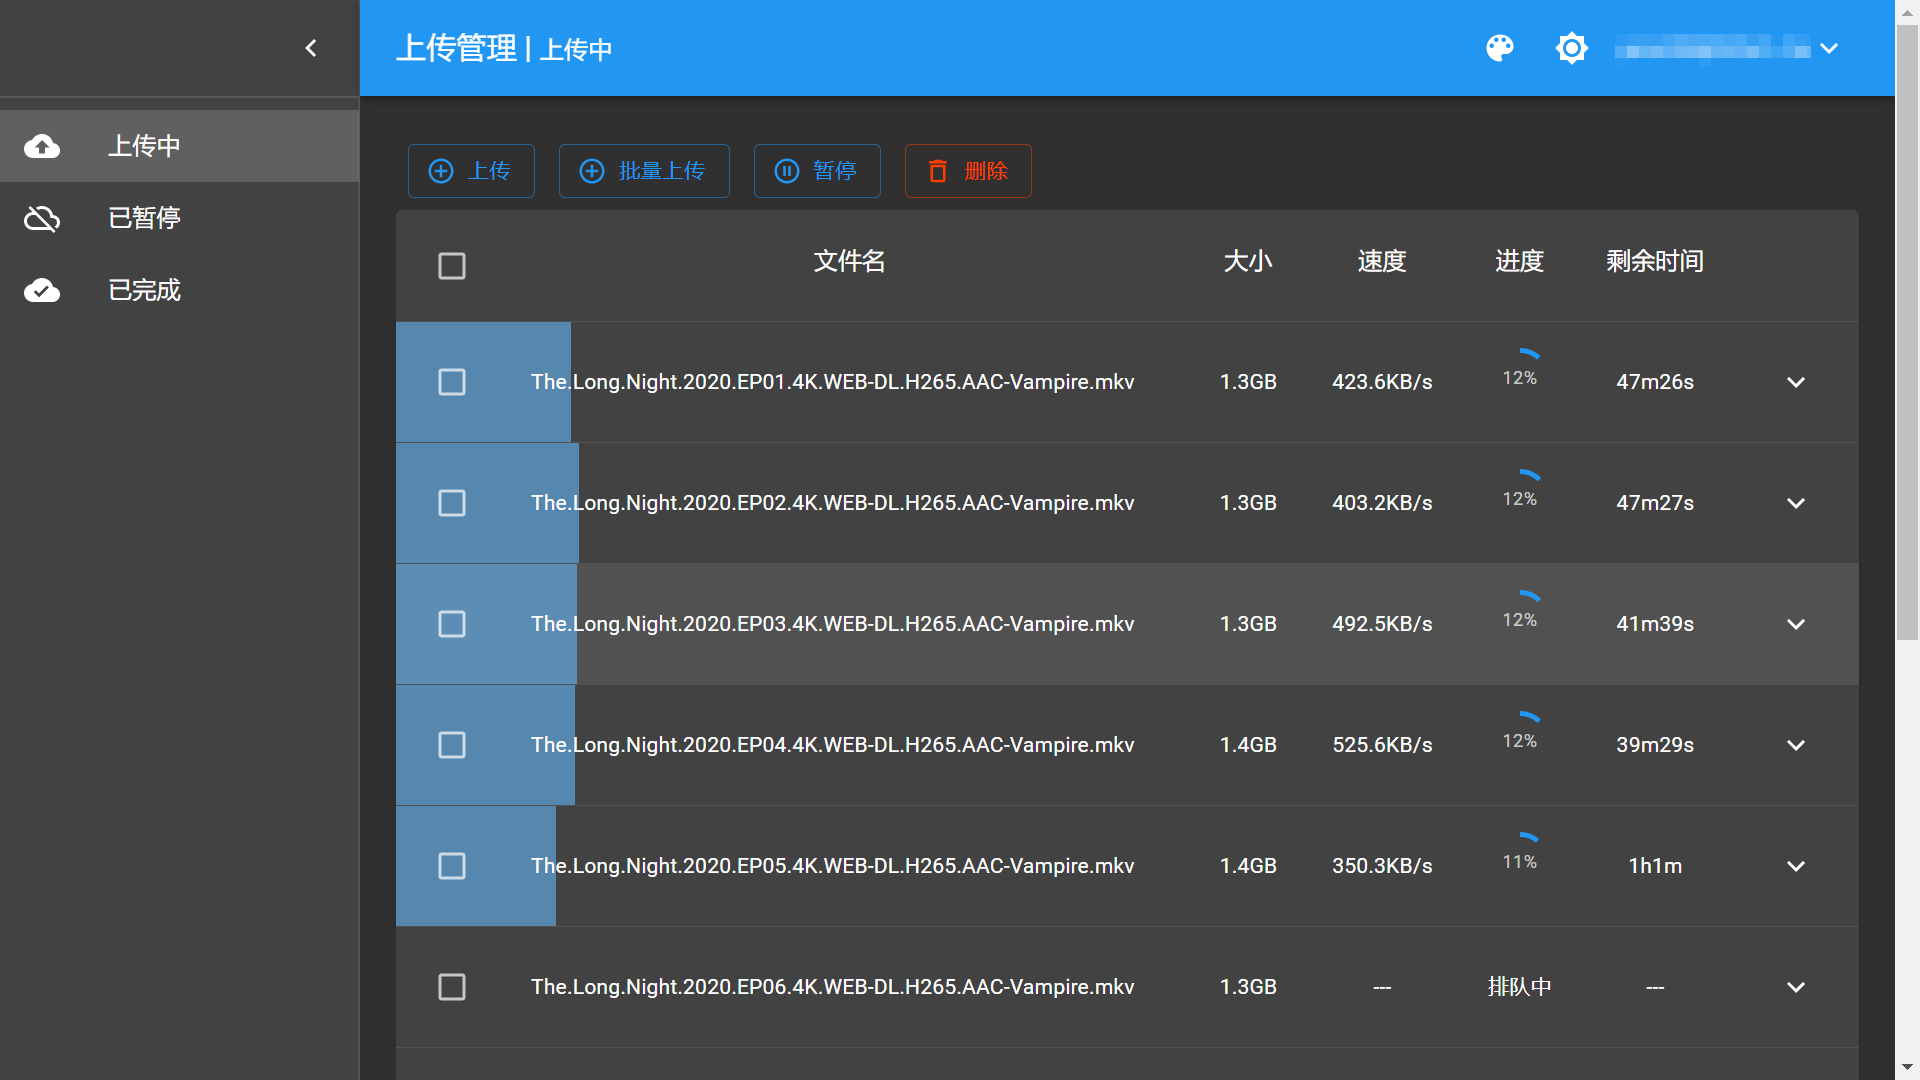 上传管理 | 上传中
上传中
已暂停
已完成
上传 批量上传 暂停 删除
文件名 大小 速度 进度 剩余时间
The.Long.Night.2020.EP01.4K.WEB-DL.H265.AAC-Vampire.mkv 1.3GB 423.6KB/s 12% 47m26s
The.Long.Night.2020.EP02.4K.WEB-DL.H265.AAC-Vampire.mkv 1.3GB 403.2KB/s 12% 47m27s
The.Long.Night.2020.EP03.4K.WEB-DL.H265.AAC-Vampire.mkv 1.3GB 492.5KB/s 12% 41m39s
The.Long.Night.2020.EP04.4K.WEB-DL.H265.AAC-Vampire.mkv 1.4GB 525.6KB/s 12% 39m29s
The.Long.Night.2020.EP05.4K.WEB-DL.H265.AAC-Vampire.mkv 1.4GB 350.3KB/s 11% 1h1m
The.Long.Night.2020.EP06.4K.WEB-DL.H265.AAC-Vampire.mkv 1.3GB --- 排队中 ---